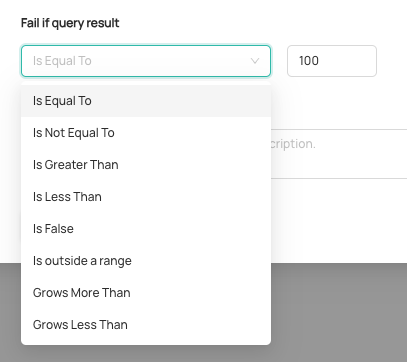 Fail if query result
Is Equal To
100
Is Equal To
Is Not Equal To
cription.
Is Greater Than
Is Less Than
Is False
Is outside a range
Grows More Than
Grows Less Than